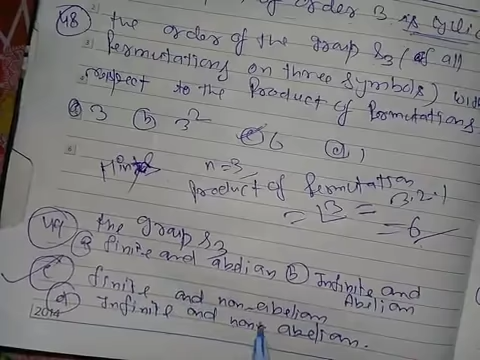 of order 3 is cyclic
48 the order of the group S3 (of all
permutations on three symbols) with
respect to the Product of Permutations
a 3 b 3² c 6 d 1
Hint n=3
product of permutation
= 3 = 3.2.1
= 6
49 the group S3
a finite and abelian b Infinite and Abelian
c finite and non-abelian
d Infinite and non abelian.